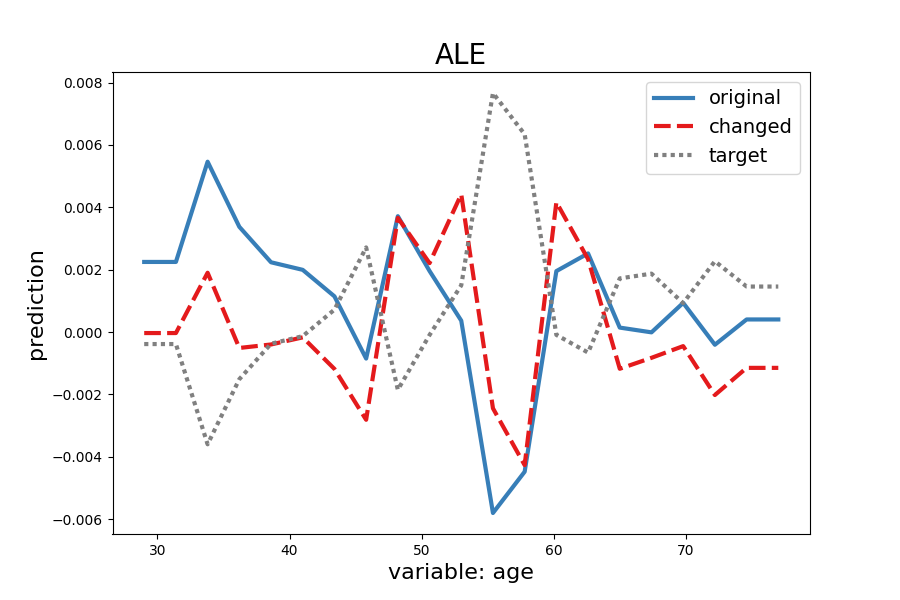 ALE
0.008
0.006
0.004
0.002
0.000
−0.002
−0.004
−0.006
prediction
original
changed
target
30 40 50 60 70
variable: age